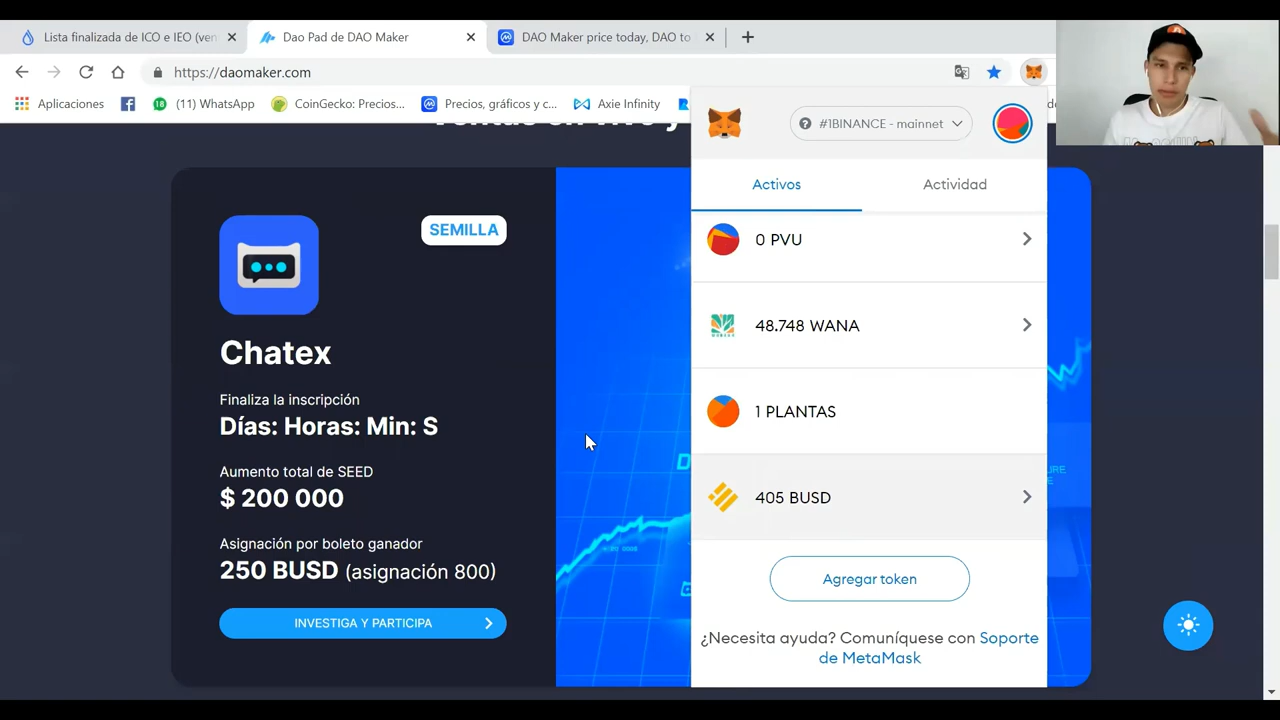 Lista finalizada de ICO e IEO (ven
Dao Pad de DAO Maker
DAO Maker price today, DAO to
https://daomaker.com
Aplicaciones
(11) WhatsApp
CoinGecko: Precios...
Precios, gráficos y c...
Axie Infinity
#1BINANCE - mainnet
Activos
Actividad
0 PVU
48.748 WANA
1 PLANTAS
405 BUSD
Agregar token
¿Necesita ayuda? Comuníquese con Soporte
de MetaMask
SEMILLA
Chatex
Finaliza la inscripción
Días: Horas: Min: S
Aumento total de SEED
$ 200 000
Asignación por boleto ganador
250 BUSD (asignación 800)
INVESTIGA Y PARTICIPA